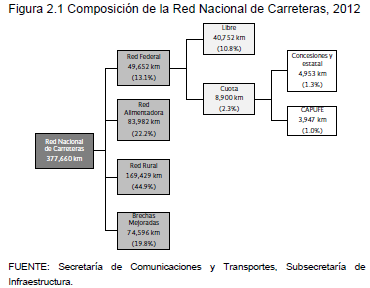 Figura 2.1 Composición de la Red Nacional de Carreteras, 2012
Red Nacional
de Carreteras
377,660 km
Red Federal
49,652 km
(13.1%)
Libre
40,752 km
(10.8%)
Cuota
8,900 km
(2.3%)
Concesiones y
estatal
4,953 km
(1.3%)
CAPUFE
3,947 km
(1.0%)
Red
Alimentadora
83,982 km
(22.2%)
Red Rural
169,429 km
(44.9%)
Brechas
Mejoradas
74,596 km
(19.8%)
FUENTE: Secretaría de Comunicaciones y Transportes, Subsecretaría de
Infraestructura.